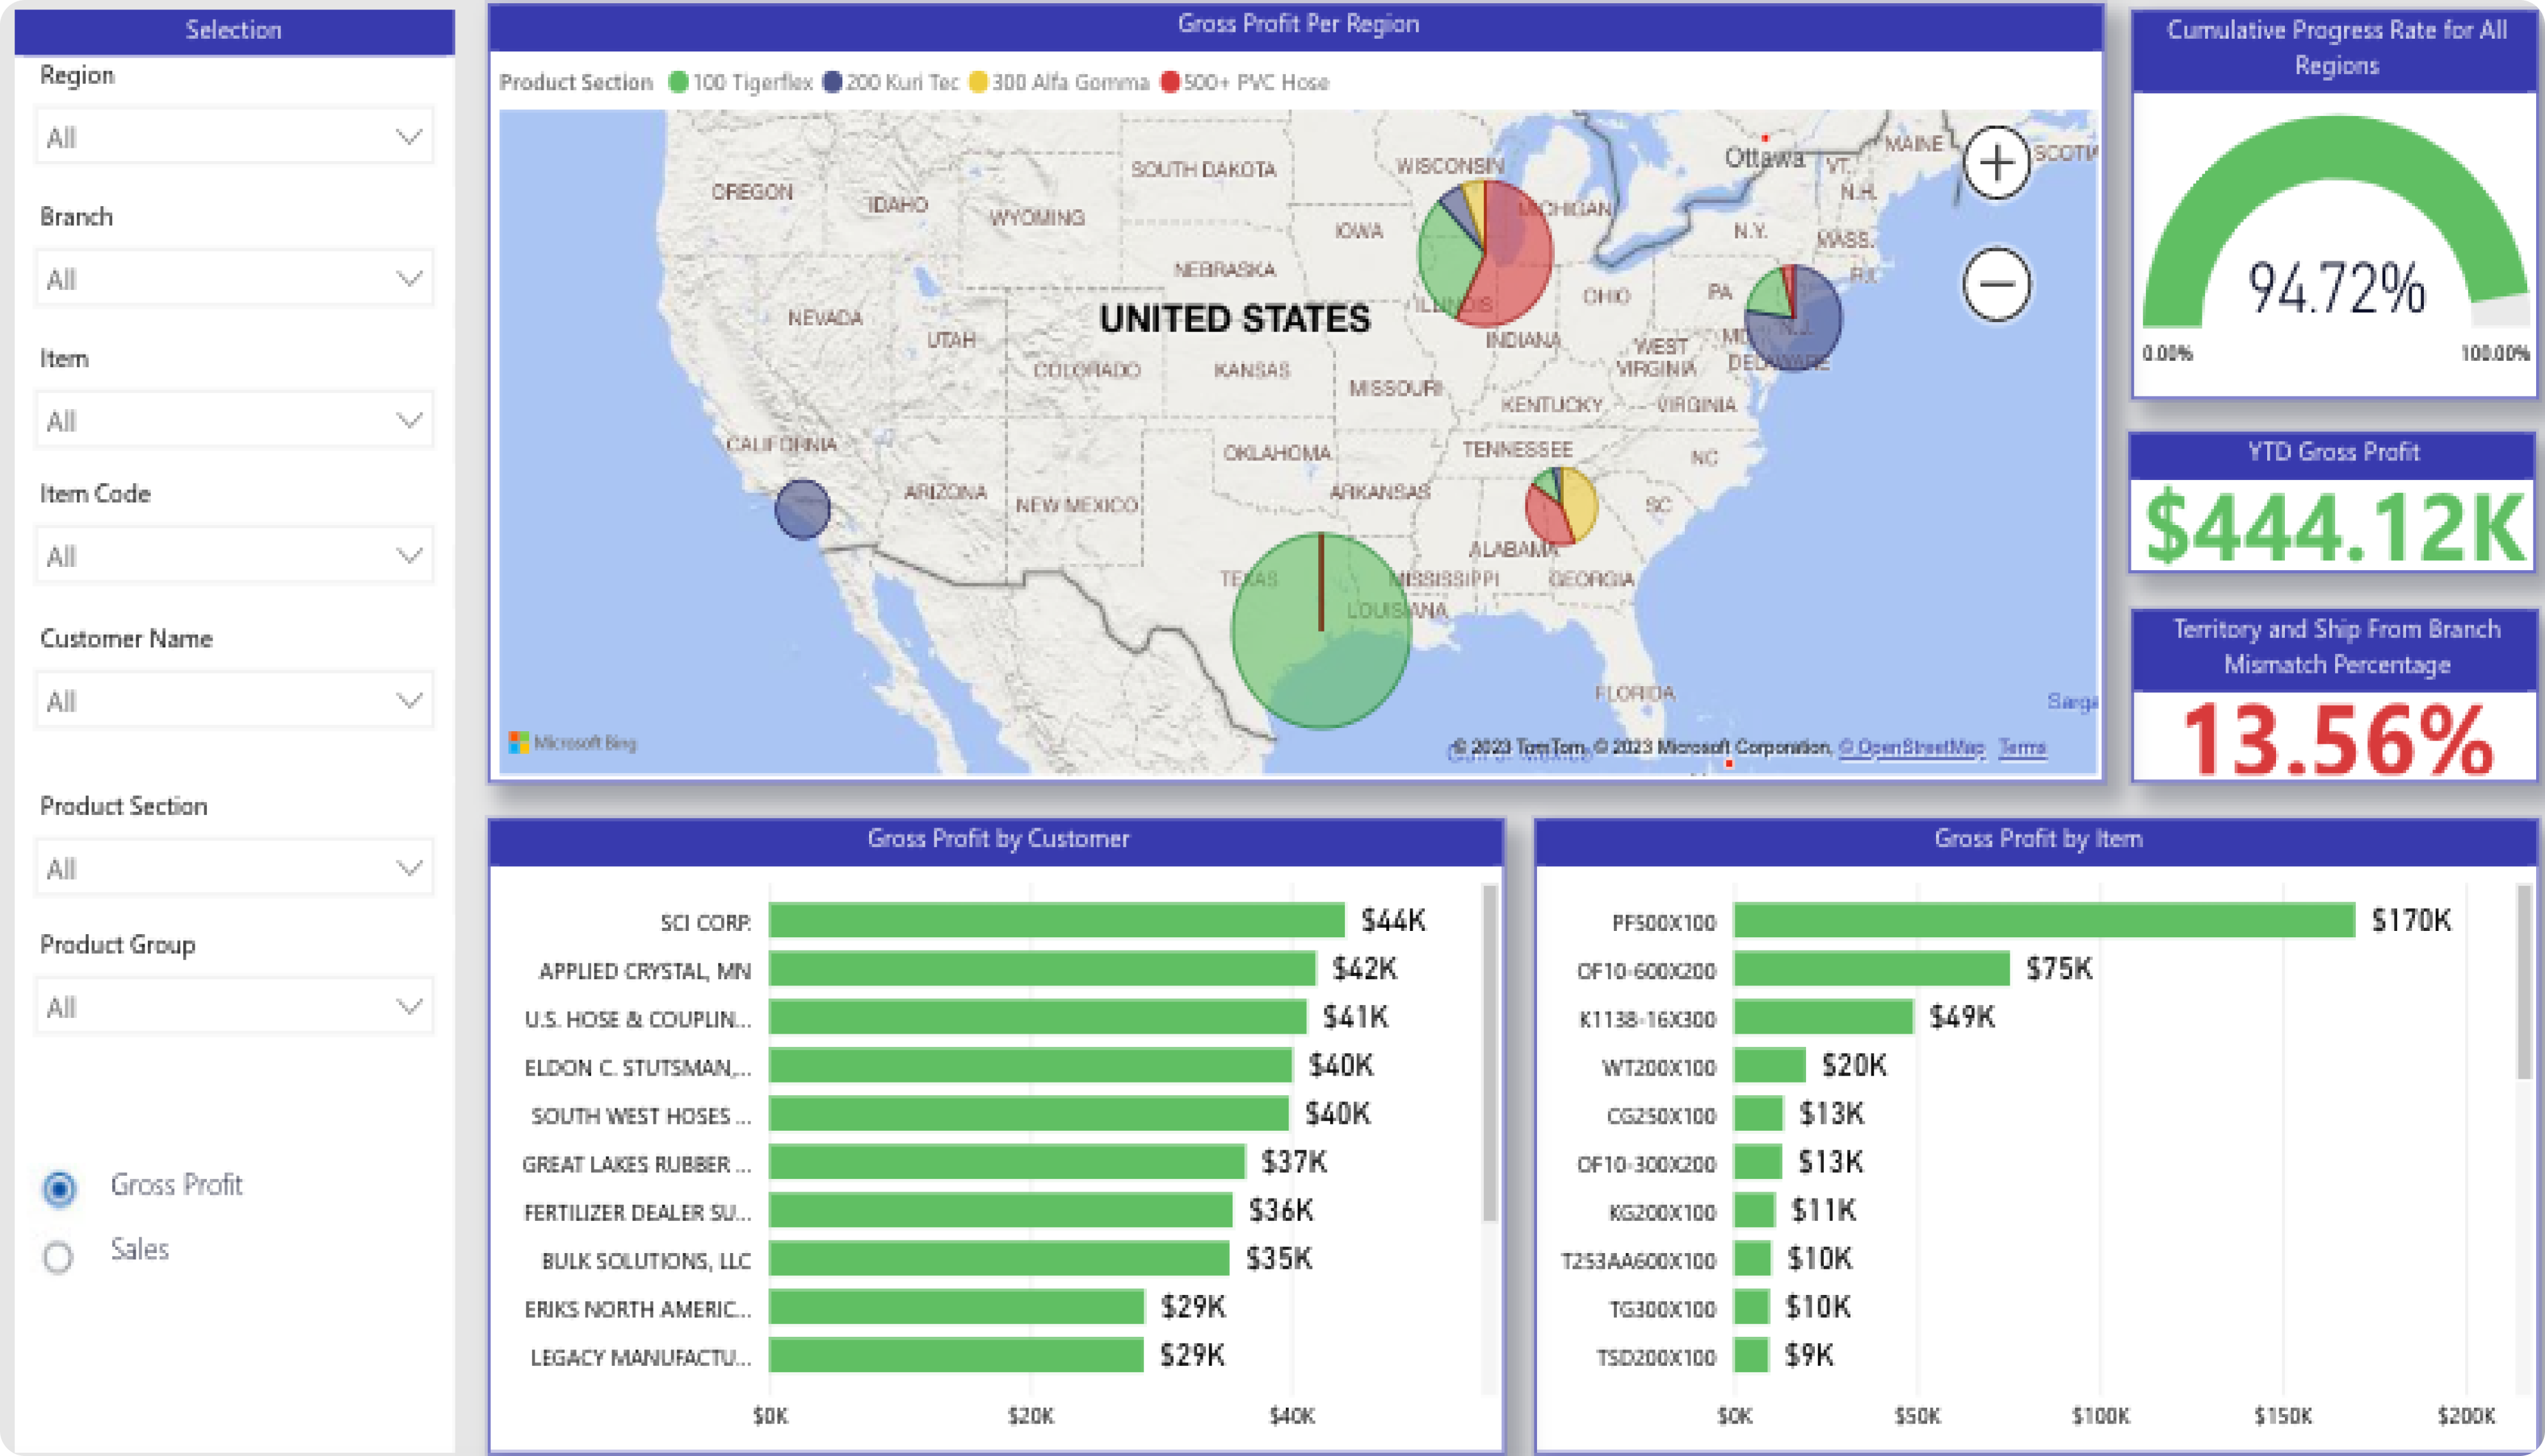 Selection
Region
All
Branch
All
Item
All
Item Code
All
Customer Name
All
Product Section
All
Product Group
All
Gross Profit
Sales
Gross Profit Per Region
Product Section 100 Tigerflex 200 Kuri Tec 300 Alfa Gomma 500+ PVC Hose
OREGON
IDAHO
WYOMING
SOUTH DAKOTA
WISCONSIN
MICHIGAN
Ottawa
VT.
MAINE
SCOTI
N.H.
IOWA
N.Y.
MASS.
R.I.
NEBRASKA
NEVADA
UTAH
UNITED STATES
ILLINOIS
OHIO
PA
N.J.
MD
INDIANA
WEST
VIRGINIA
DELAWARE
COLORADO
KANSAS
MISSOURI
KENTUCKY
VIRGINIA
CALIFORNIA
OKLAHOMA
TENNESSEE
NC
ARIZONA
NEW MEXICO
ARKANSAS
SC
ALABAMA
TEXAS
MISSISSIPPI
GEORGIA
LOUISIANA
FLORIDA
Sarga
Microsoft Bing
© 2023 TomTom, © 2023 Microsoft Corporation, © OpenStreetMap Terms
Cumulative Progress Rate for All
Regions
94.72%
0.00%
100.00%
YTD Gross Profit
$444.12K
Territory and Ship From Branch
Mismatch Percentage
13.56%
Gross Profit by Customer
SCI CORP. $44K
APPLIED CRYSTAL, MN $42K
U.S. HOSE & COUPLIN... $41K
ELDON C. STUTSMAN,... $40K
SOUTH WEST HOSES ... $40K
GREAT LAKES RUBBER ... $37K
FERTILIZER DEALER SU... $36K
BULK SOLUTIONS, LLC $35K
ERIKS NORTH AMERIC... $29K
LEGACY MANUFACTU... $29K
$0K $20K $40K
Gross Profit by Item
PF500X100 $170K
OF10-600X200 $75K
K1138-16X300 $49K
WT200X100 $20K
CG250X100 $13K
OF10-300X200 $13K
KG200X100 $11K
T253AA600X100 $10K
TG300X100 $10K
TSD200X100 $9K
$0K $50K $100K $150K $200K